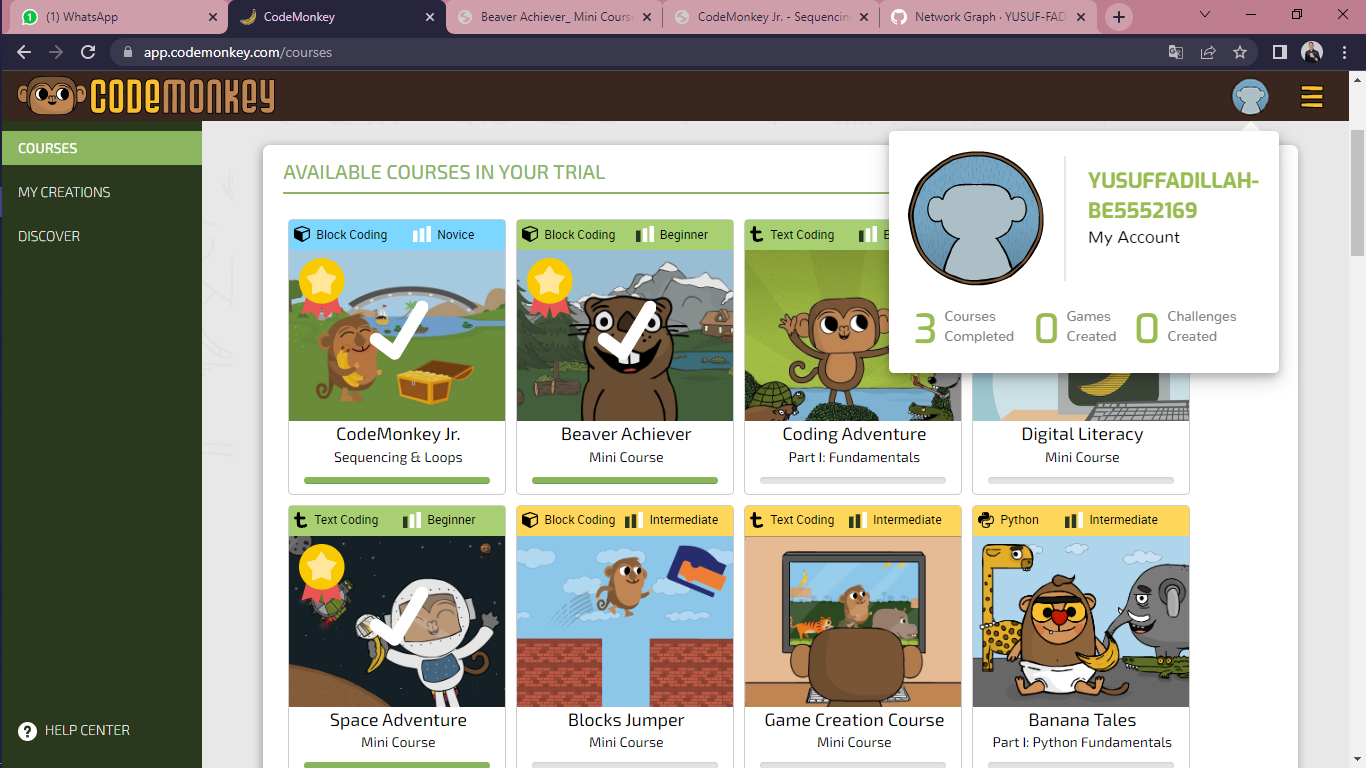 (1) WhatsApp
CodeMonkey
Beaver Achiever_ Mini Course
CodeMonkey Jr. - Sequencing
Network Graph · YUSUF-FAD
app.codemonkey.com/courses
CODEMONKEY
COURSES
MY CREATIONS
DISCOVER
HELP CENTER
AVAILABLE COURSES IN YOUR TRIAL
YUSUFFADILLAH-
BE5552169
My Account
3 Courses Completed
0 Games Created
0 Challenges Created
Block Coding Novice
CodeMonkey Jr.
Sequencing & Loops
Block Coding Beginner
Beaver Achiever
Mini Course
Text Coding B
Coding Adventure
Part I: Fundamentals
Digital Literacy
Mini Course
Text Coding Beginner
Space Adventure
Mini Course
Block Coding Intermediate
Blocks Jumper
Mini Course
Text Coding Intermediate
Game Creation Course
Mini Course
Python Intermediate
Banana Tales
Part I: Python Fundamentals